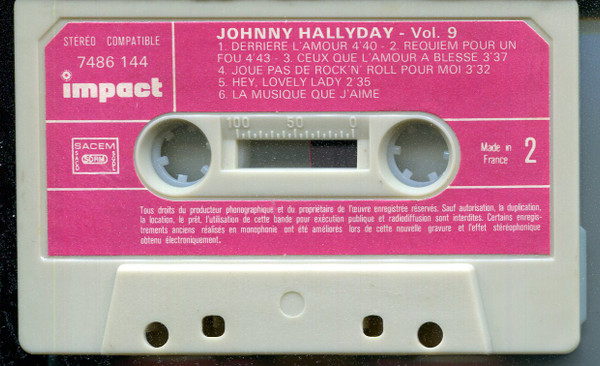 STÉRÉO COMPATIBLE
7486 144
impact
JOHNNY HALLYDAY - Vol. 9
1. DERRIERE L'AMOUR 4'40 - 2. REQUIEM POUR UN
FOU 4'43 - 3. CEUX QUE L'AMOUR A BLESSE 3'37
4. JOUE PAS DE ROCK'N' ROLL POUR MOI 3'32
5. HEY, LOVELY LADY 2'35
6. LA MUSIQUE QUE J'AIME
100 50 0
SACEM
SACD
SDRM
SGDL
Made in
France
2
Tous droits du producteur phonographique et du propriétaire de l'œuvre enregistrée réservés. Sauf autorisation, la duplication,
la location, le prêt, l'utilisation de cette bande pour exécution publique et radiodiffusion sont interdites. Certains enregis-
trements anciens réalisés en monophonie ont été améliorés lors de cette nouvelle gravure et l'effet stéréophonique
obtenu électroniquement.